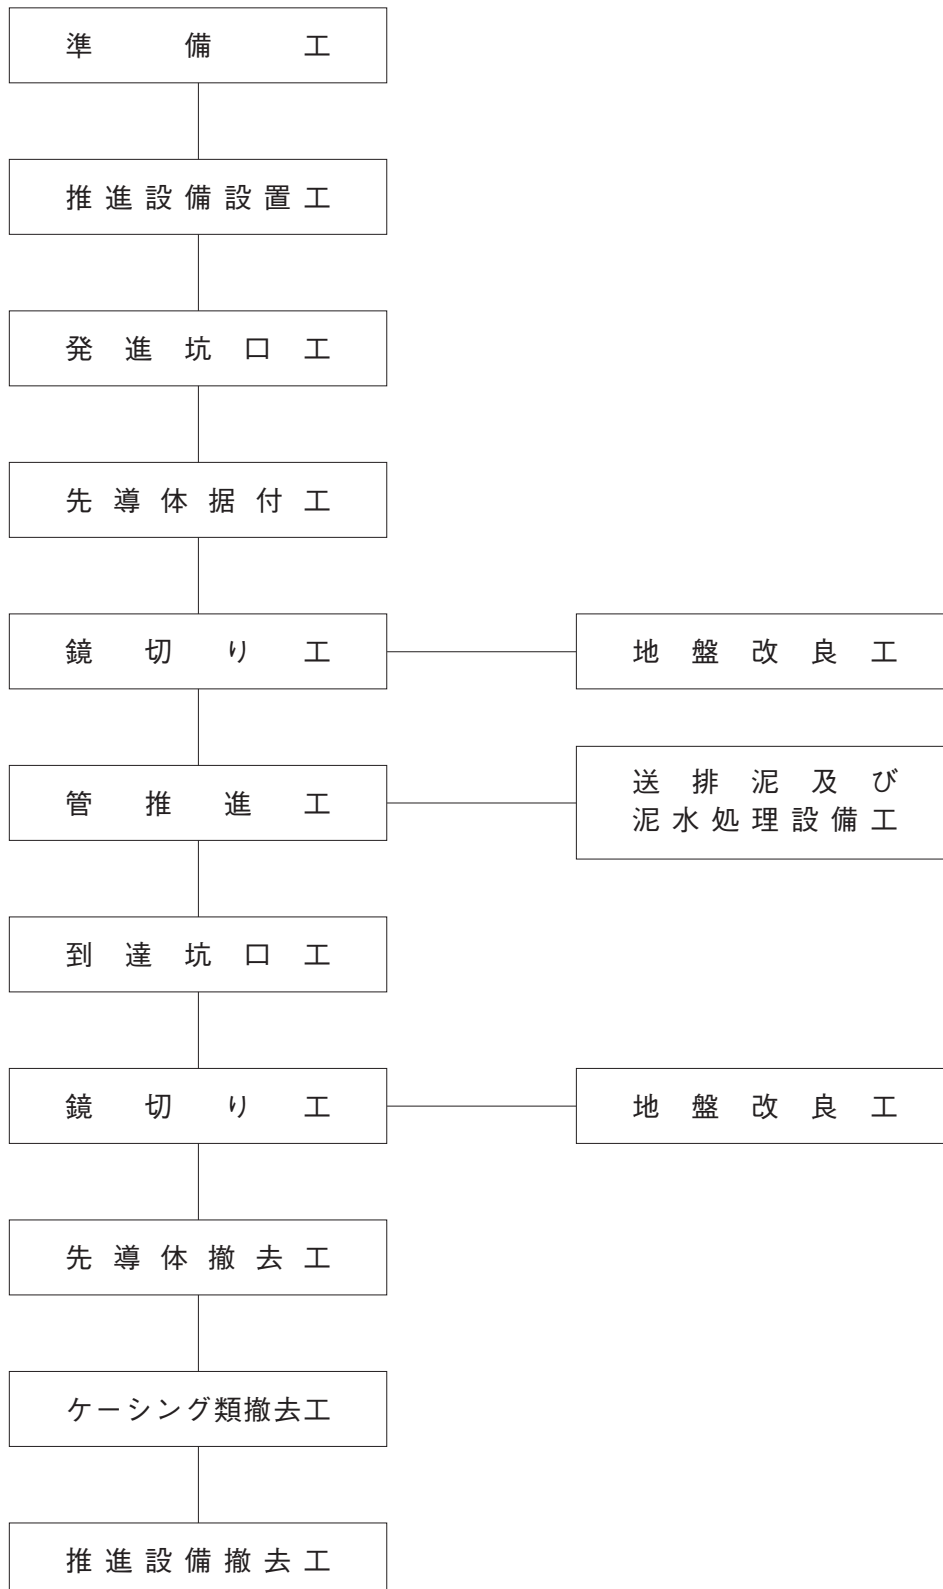 準備工
推進設備設置工
発進坑口工
先導体据付工
鏡切り工
地盤改良工
管推進工
送排泥及び
泥水処理設備工
到達坑口工
鏡切り工
地盤改良工
先導体撤去工
ケーシング類撤去工
推進設備撤去工